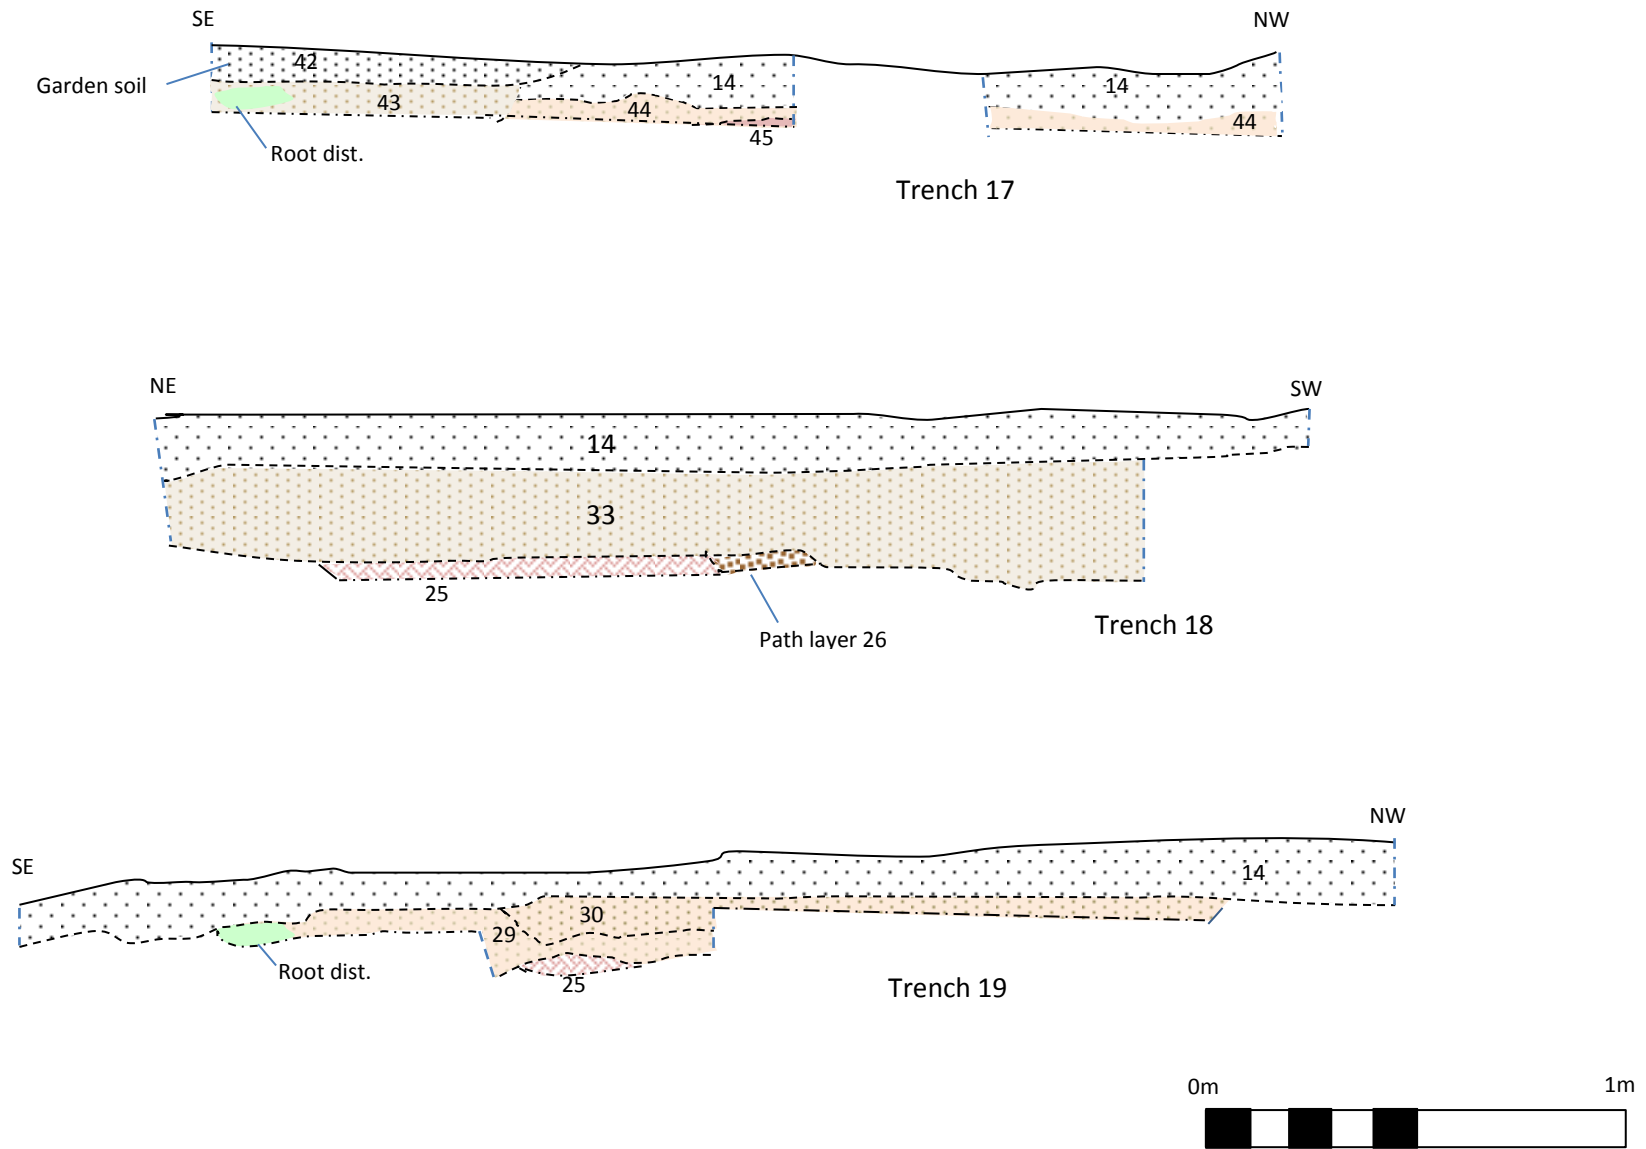 SE
NW
Garden soil
42
14
14
43
44
44
45
Root dist.
Trench 17
NE
SW
14
33
25
Path layer 26
Trench 18
SE
NW
14
30
29
25
Root dist.
Trench 19
0m
1m